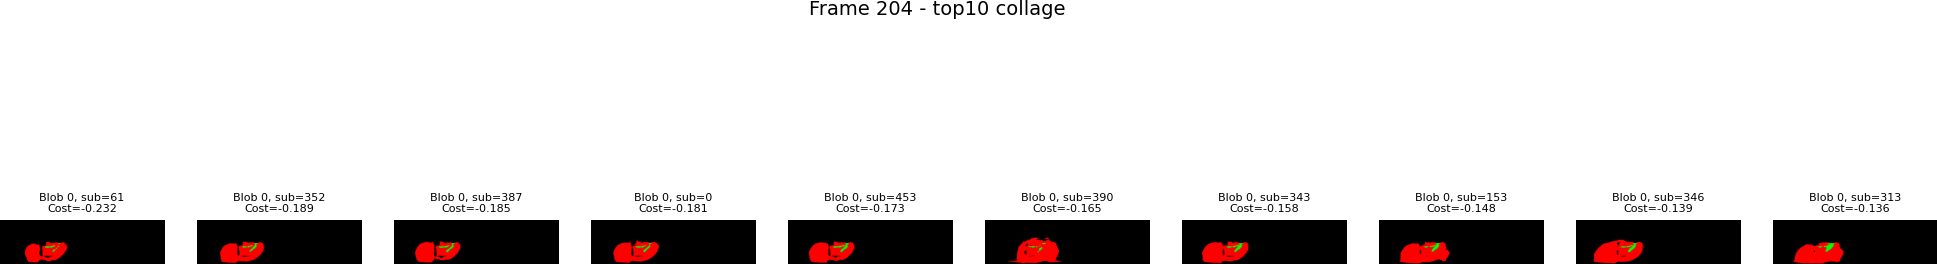 Frame 204 - top10 collage
Blob 0, sub=61
Cost=-0.232
Blob 0, sub=352
Cost=-0.189
Blob 0, sub=387
Cost=-0.185
Blob 0, sub=0
Cost=-0.181
Blob 0, sub=453
Cost=-0.173
Blob 0, sub=390
Cost=-0.165
Blob 0, sub=343
Cost=-0.158
Blob 0, sub=153
Cost=-0.148
Blob 0, sub=346
Cost=-0.139
Blob 0, sub=313
Cost=-0.136